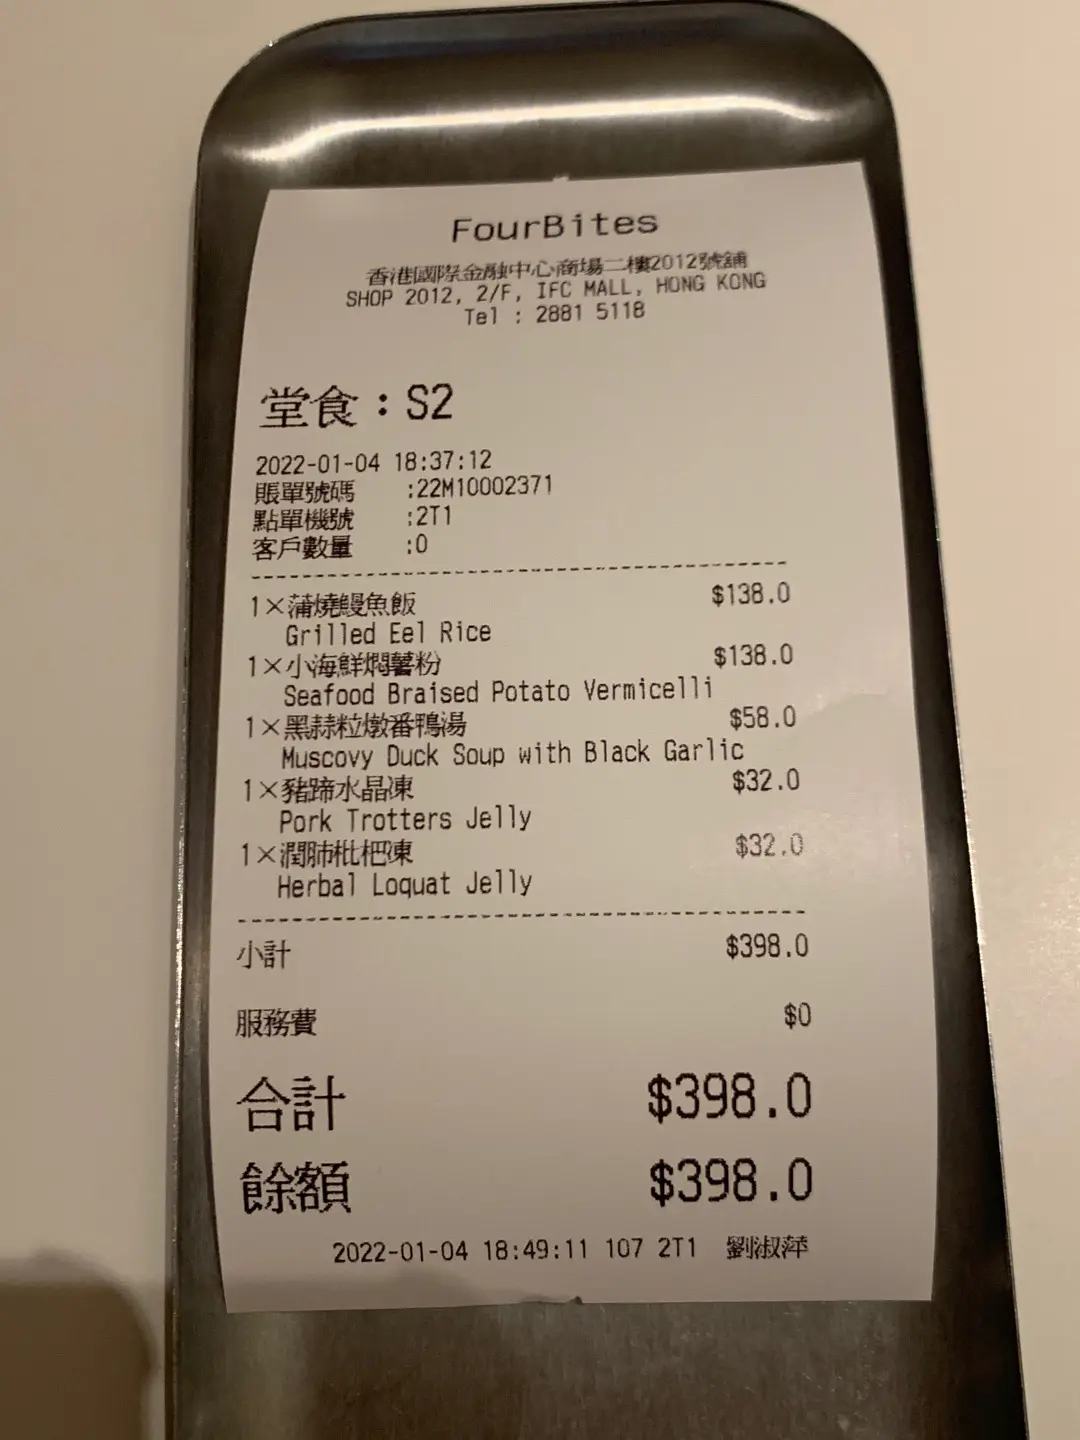 FourBites
香港國際金融中心商場二樓2012號舖
SHOP 2012, 2/F, IFC MALL, HONG KONG
Tel : 2881 5118
堂食：S2
2022-01-04 18:37:12
賬單號碼 :22M10002371
點單機號 :2T1
客戶數量 :0
1×蒲燒鰻魚飯 $138.0
Grilled Eel Rice
1×小海鮮燜薯粉 $138.0
Seafood Braised Potato Vermicelli
1×黑蒜粒燉番鴨湯 $58.0
Muscovy Duck Soup with Black Garlic
1×豬蹄水晶凍 $32.0
Pork Trotters Jelly
1×潤肺枇杷凍 $32.0
Herbal Loquat Jelly
小計 $398.0
服務費 $0
合計 $398.0
餘額 $398.0
2022-01-04 18:49:11 107 2T1 劉淑萍